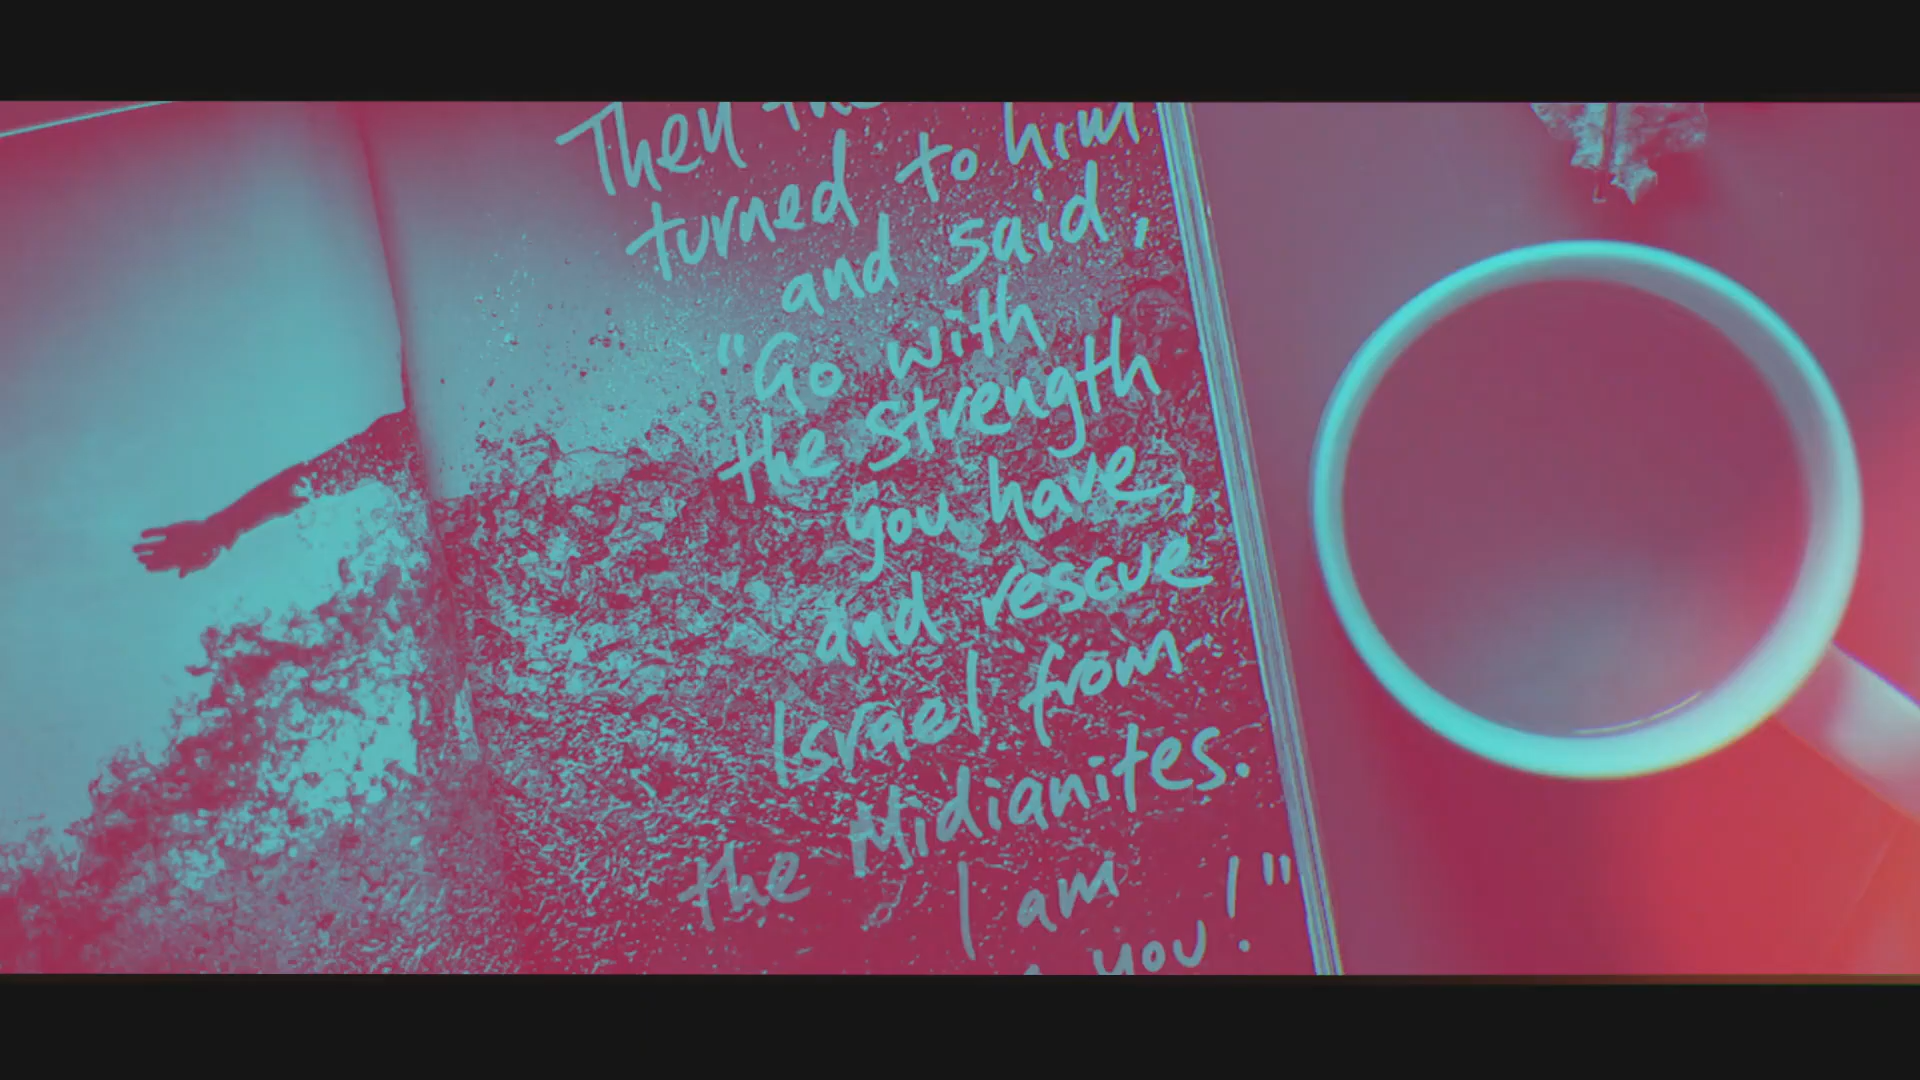 Then the
turned to him
and said,
"Go with
the strength
you have,
and rescue
Israel from
the Midianites.
I am
you!"